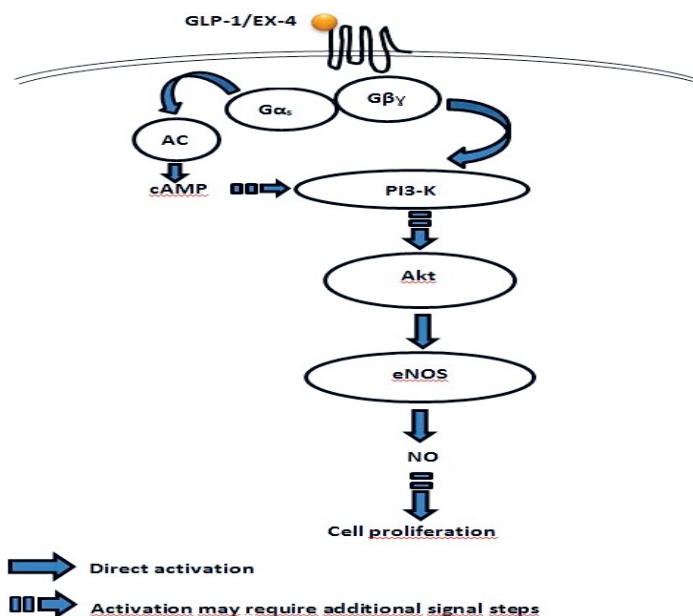 GLP-1/EX-4
Gαₛ
Gβɣ
AC
cAMP
PI3-K
Akt
eNOS
NO
Cell proliferation
Direct activation
Activation may require additional signal steps